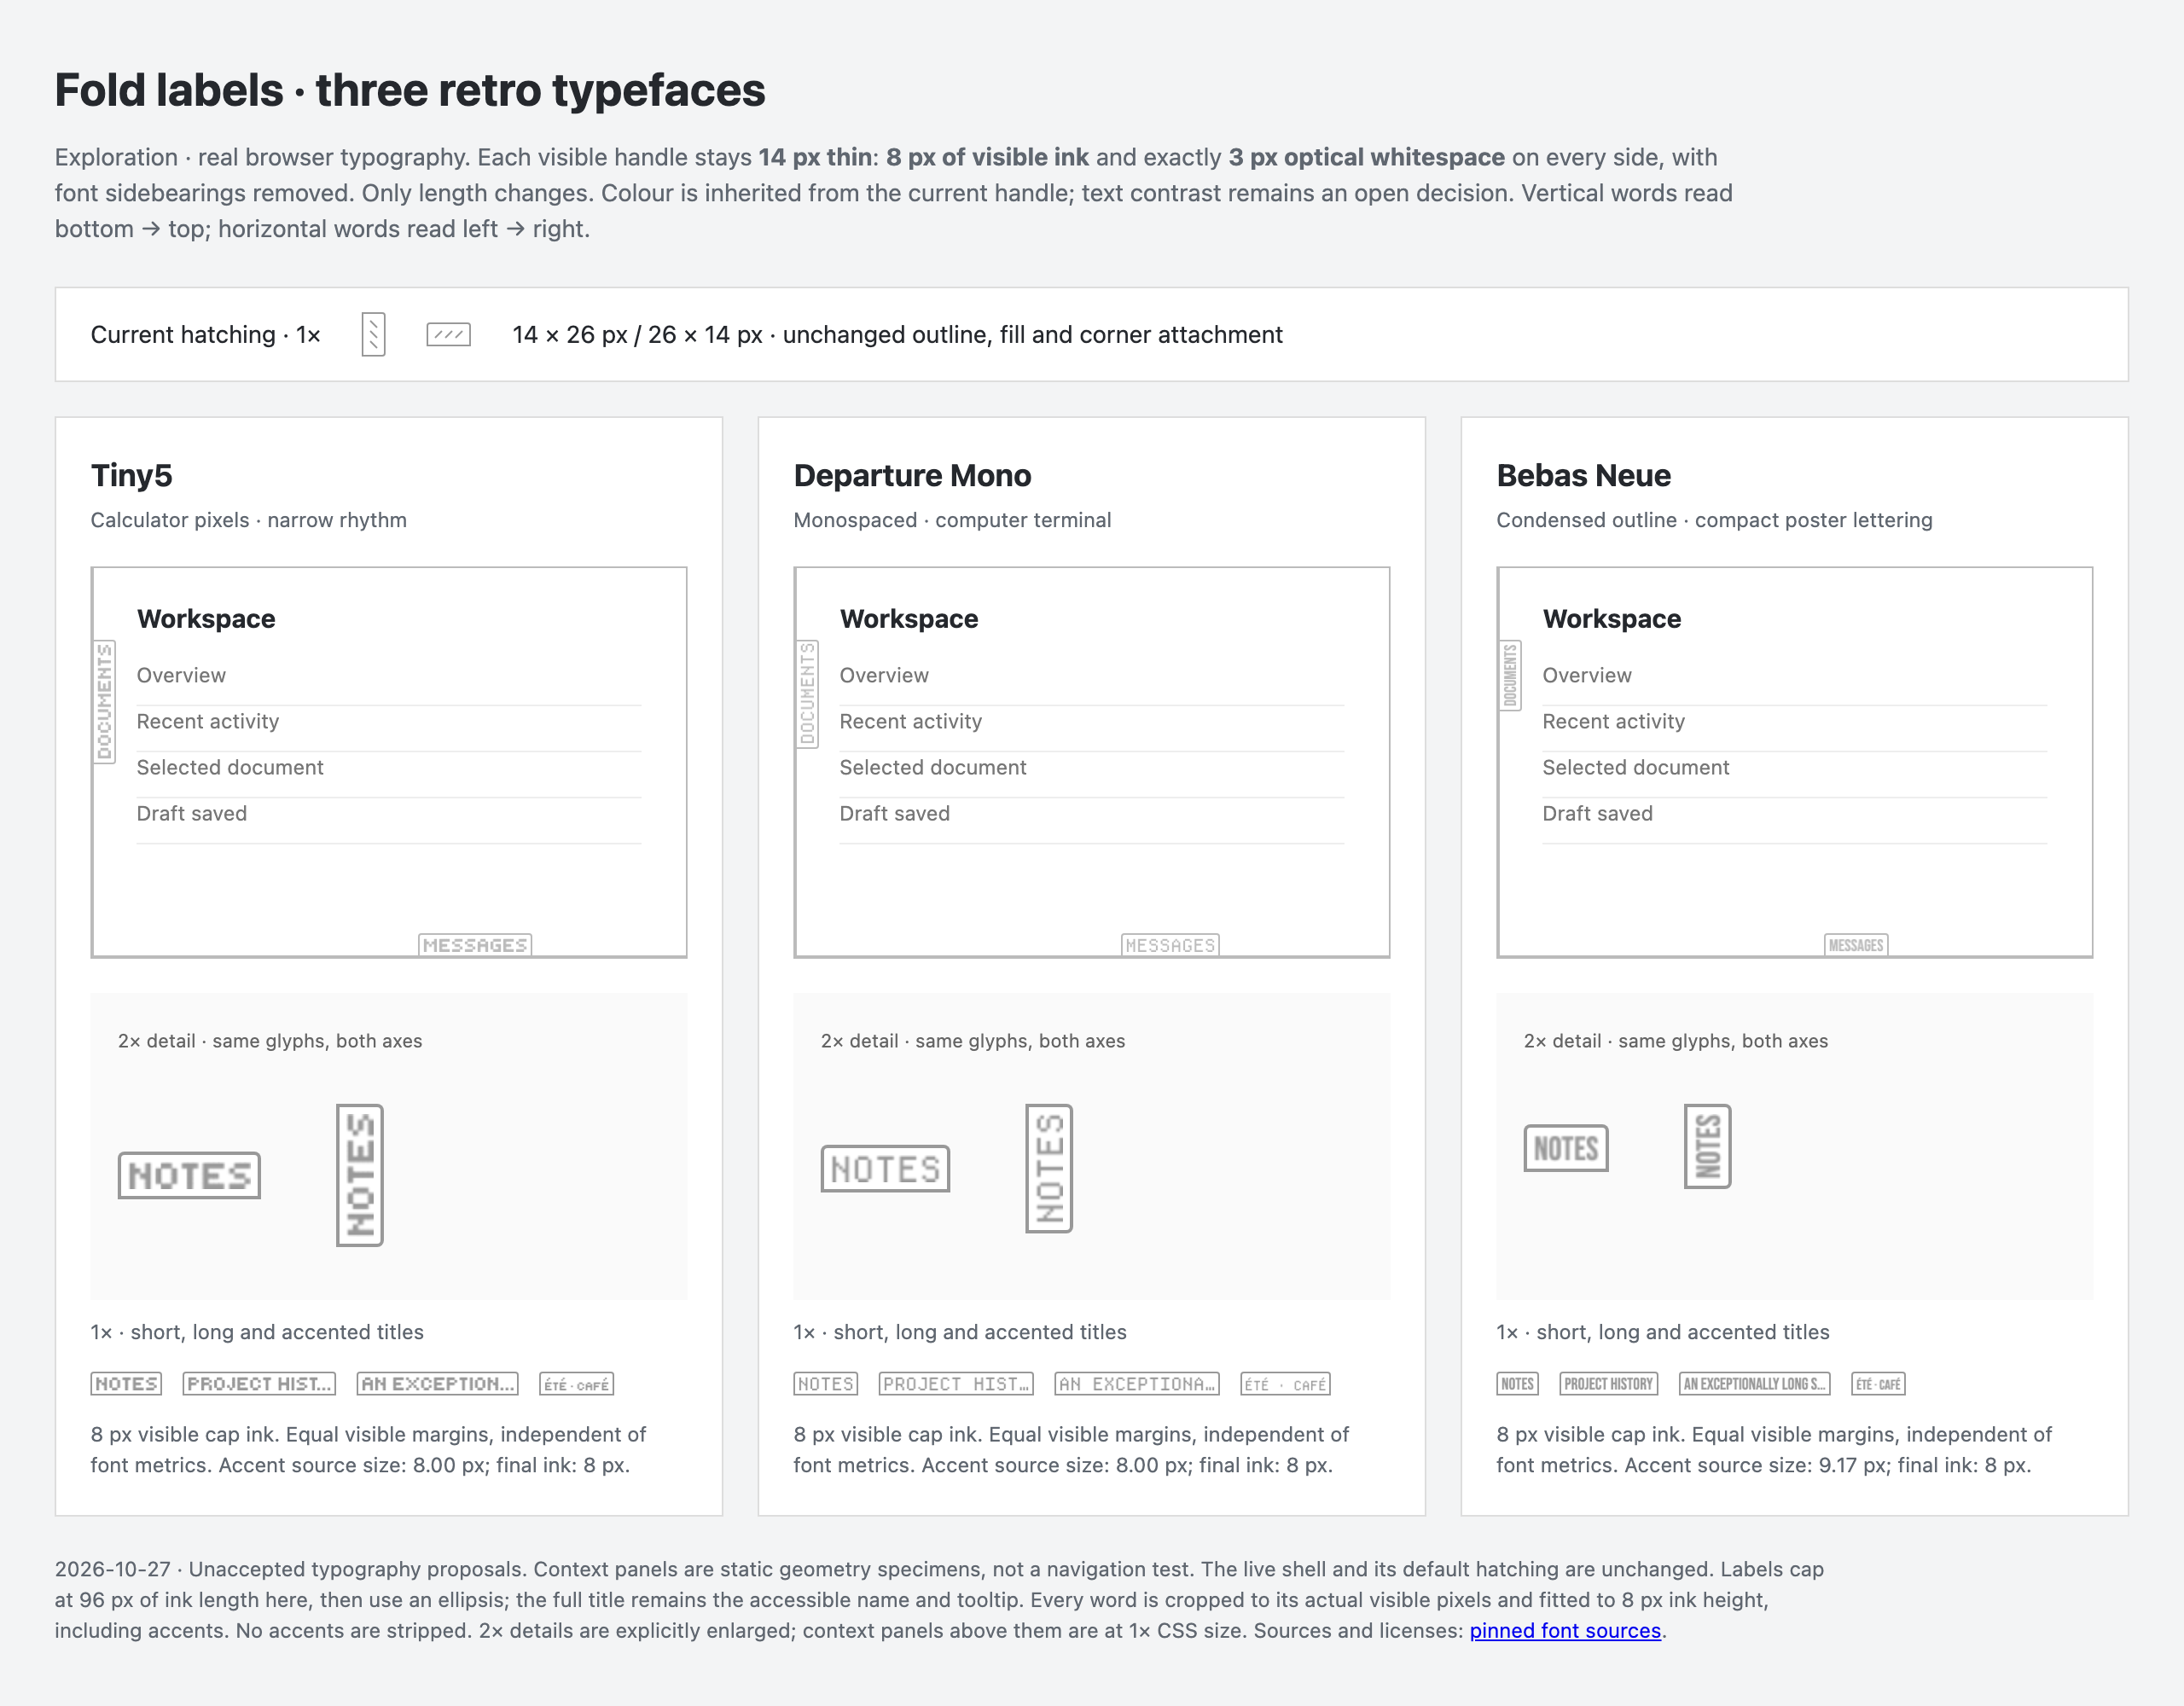 Fold labels · three retro typefaces
Exploration · real browser typography. Each visible handle stays 14 px thin: 8 px of visible ink and exactly 3 px optical whitespace on every side, with
font sidebearings removed. Only length changes. Colour is inherited from the current handle; text contrast remains an open decision. Vertical words read
bottom → top; horizontal words read left → right.
Current hatching · 1×
14 × 26 px / 26 × 14 px · unchanged outline, fill and corner attachment
Tiny5
Calculator pixels · narrow rhythm
Workspace
DOCUMENTS
Overview
Recent activity
Selected document
Draft saved
MESSAGES
2× detail · same glyphs, both axes
NOTES
NOTES
1× · short, long and accented titles
NOTES
PROJECT HIST...
AN EXCEPTION...
ÉTÉ · CAFÉ
8 px visible cap ink. Equal visible margins, independent of
font metrics. Accent source size: 8.00 px; final ink: 8 px.
Departure Mono
Monospaced · computer terminal
Workspace
DOCUMENTS
Overview
Recent activity
Selected document
Draft saved
MESSAGES
2× detail · same glyphs, both axes
NOTES
NOTES
1× · short, long and accented titles
NOTES
PROJECT HIST…
AN EXCEPTIONA…
ÉTÉ · CAFÉ
8 px visible cap ink. Equal visible margins, independent of
font metrics. Accent source size: 8.00 px; final ink: 8 px.
Bebas Neue
Condensed outline · compact poster lettering
Workspace
DOCUMENTS
Overview
Recent activity
Selected document
Draft saved
MESSAGES
2× detail · same glyphs, both axes
NOTES
NOTES
1× · short, long and accented titles
NOTES
PROJECT HISTORY
AN EXCEPTIONALLY LONG S...
ÉTÉ · CAFÉ
8 px visible cap ink. Equal visible margins, independent of
font metrics. Accent source size: 9.17 px; final ink: 8 px.
2026-10-27 · Unaccepted typography proposals. Context panels are static geometry specimens, not a navigation test. The live shell and its default hatching are unchanged. Labels cap
at 96 px of ink length here, then use an ellipsis; the full title remains the accessible name and tooltip. Every word is cropped to its actual visible pixels and fitted to 8 px ink height,
including accents. No accents are stripped. 2× details are explicitly enlarged; context panels above them are at 1× CSS size. Sources and licenses: pinned font sources.